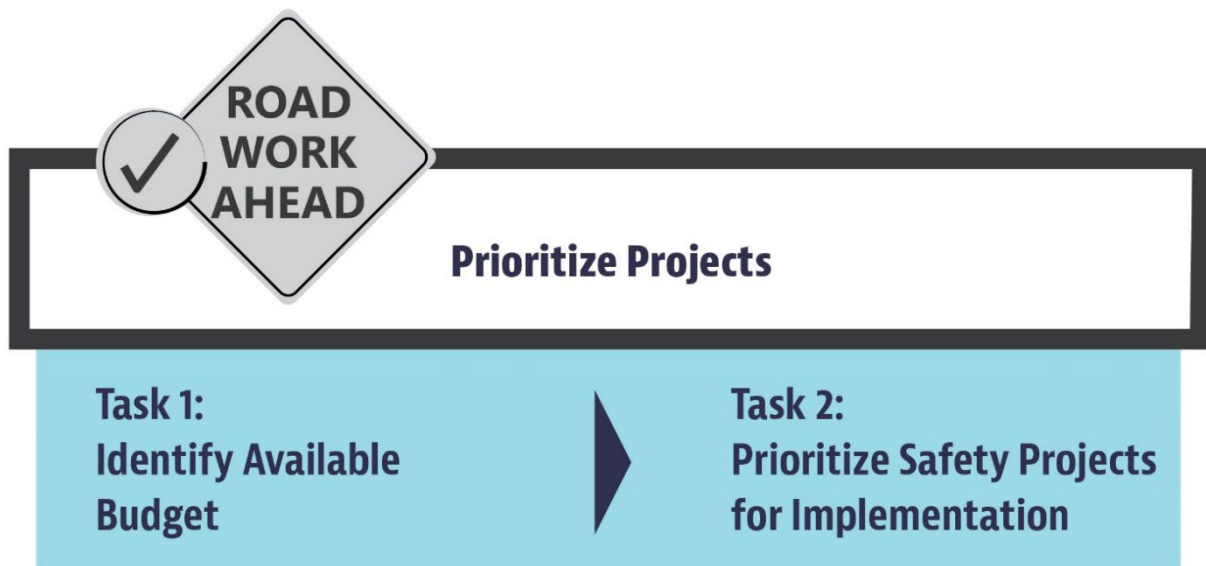 ROAD
WORK
AHEAD
Prioritize Projects
Task 1:
Identify Available
Budget
Task 2:
Prioritize Safety Projects
for Implementation